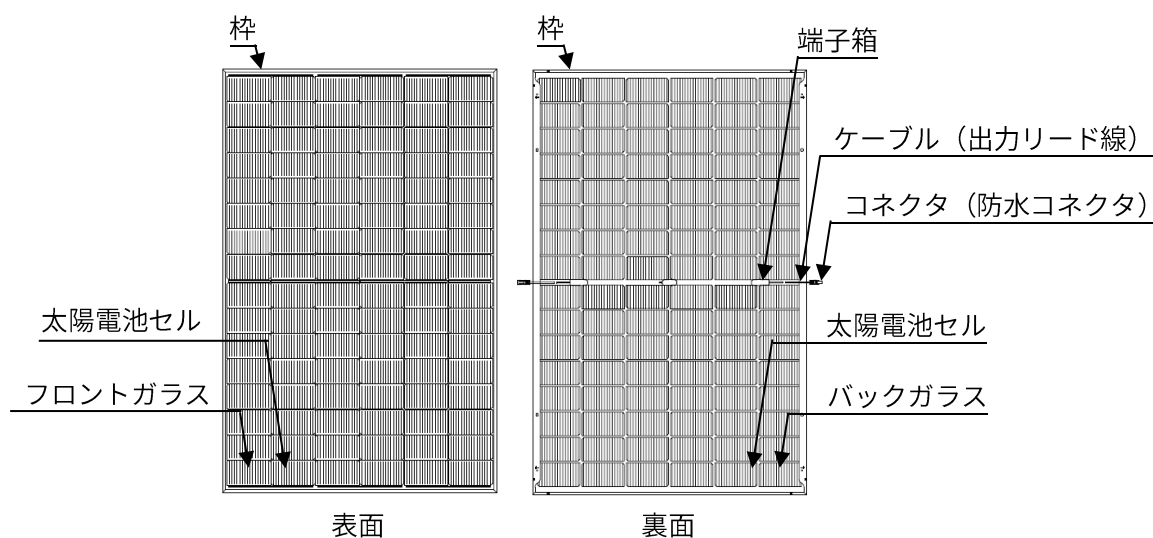 枠
枠
端子箱
ケーブル（出力リード線）
コネクタ（防水コネクタ）
太陽電池セル
太陽電池セル
フロントガラス
バックガラス
表面
裏面